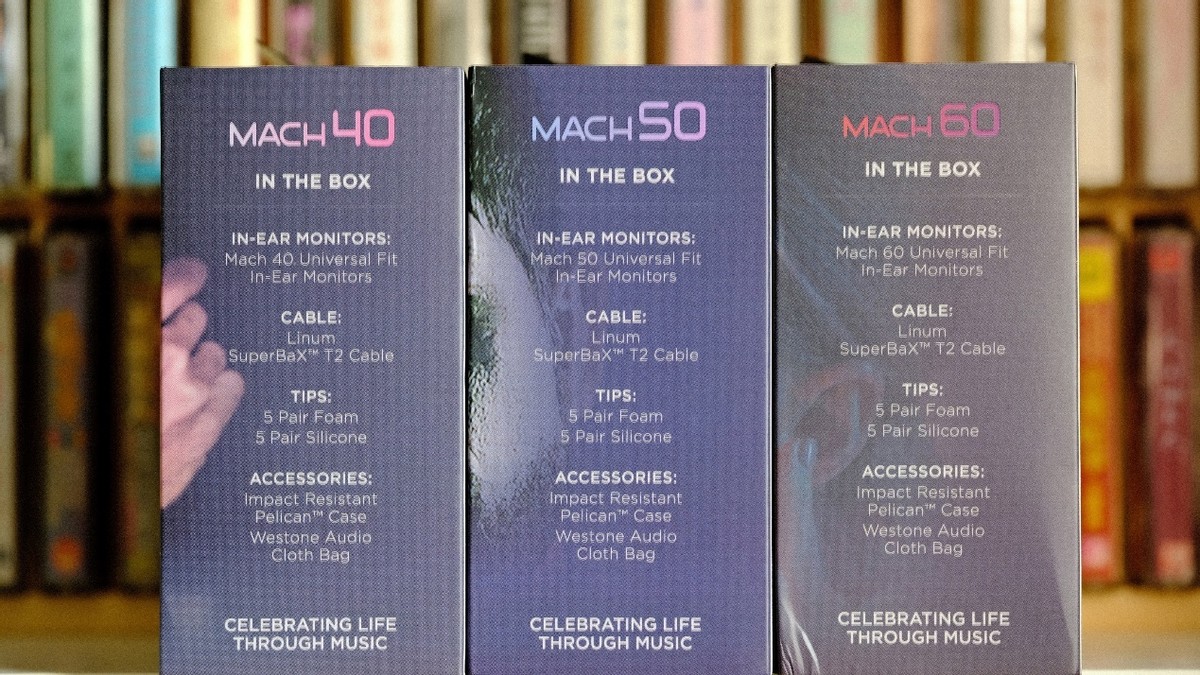 MACH 40
IN THE BOX
IN-EAR MONITORS:
Mach 40 Universal Fit
In-Ear Monitors
CABLE:
Linum
SuperBaX™ T2 Cable
TIPS:
5 Pair Foam
5 Pair Silicone
ACCESSORIES:
Impact Resistant
Pelican™ Case
Westone Audio
Cloth Bag
CELEBRATING LIFE
THROUGH MUSIC
MACH 50
IN THE BOX
IN-EAR MONITORS:
Mach 50 Universal Fit
In-Ear Monitors
CABLE:
Linum
SuperBaX™ T2 Cable
TIPS:
5 Pair Foam
5 Pair Silicone
ACCESSORIES:
Impact Resistant
Pelican™ Case
Westone Audio
Cloth Bag
CELEBRATING LIFE
THROUGH MUSIC
MACH 60
IN THE BOX
IN-EAR MONITORS:
Mach 60 Universal Fit
In-Ear Monitors
CABLE:
Linum
SuperBaX™ T2 Cable
TIPS:
5 Pair Foam
5 Pair Silicone
ACCESSORIES:
Impact Resistant
Pelican™ Case
Westone Audio
Cloth Bag
CELEBRATING LIFE
THROUGH MUSIC